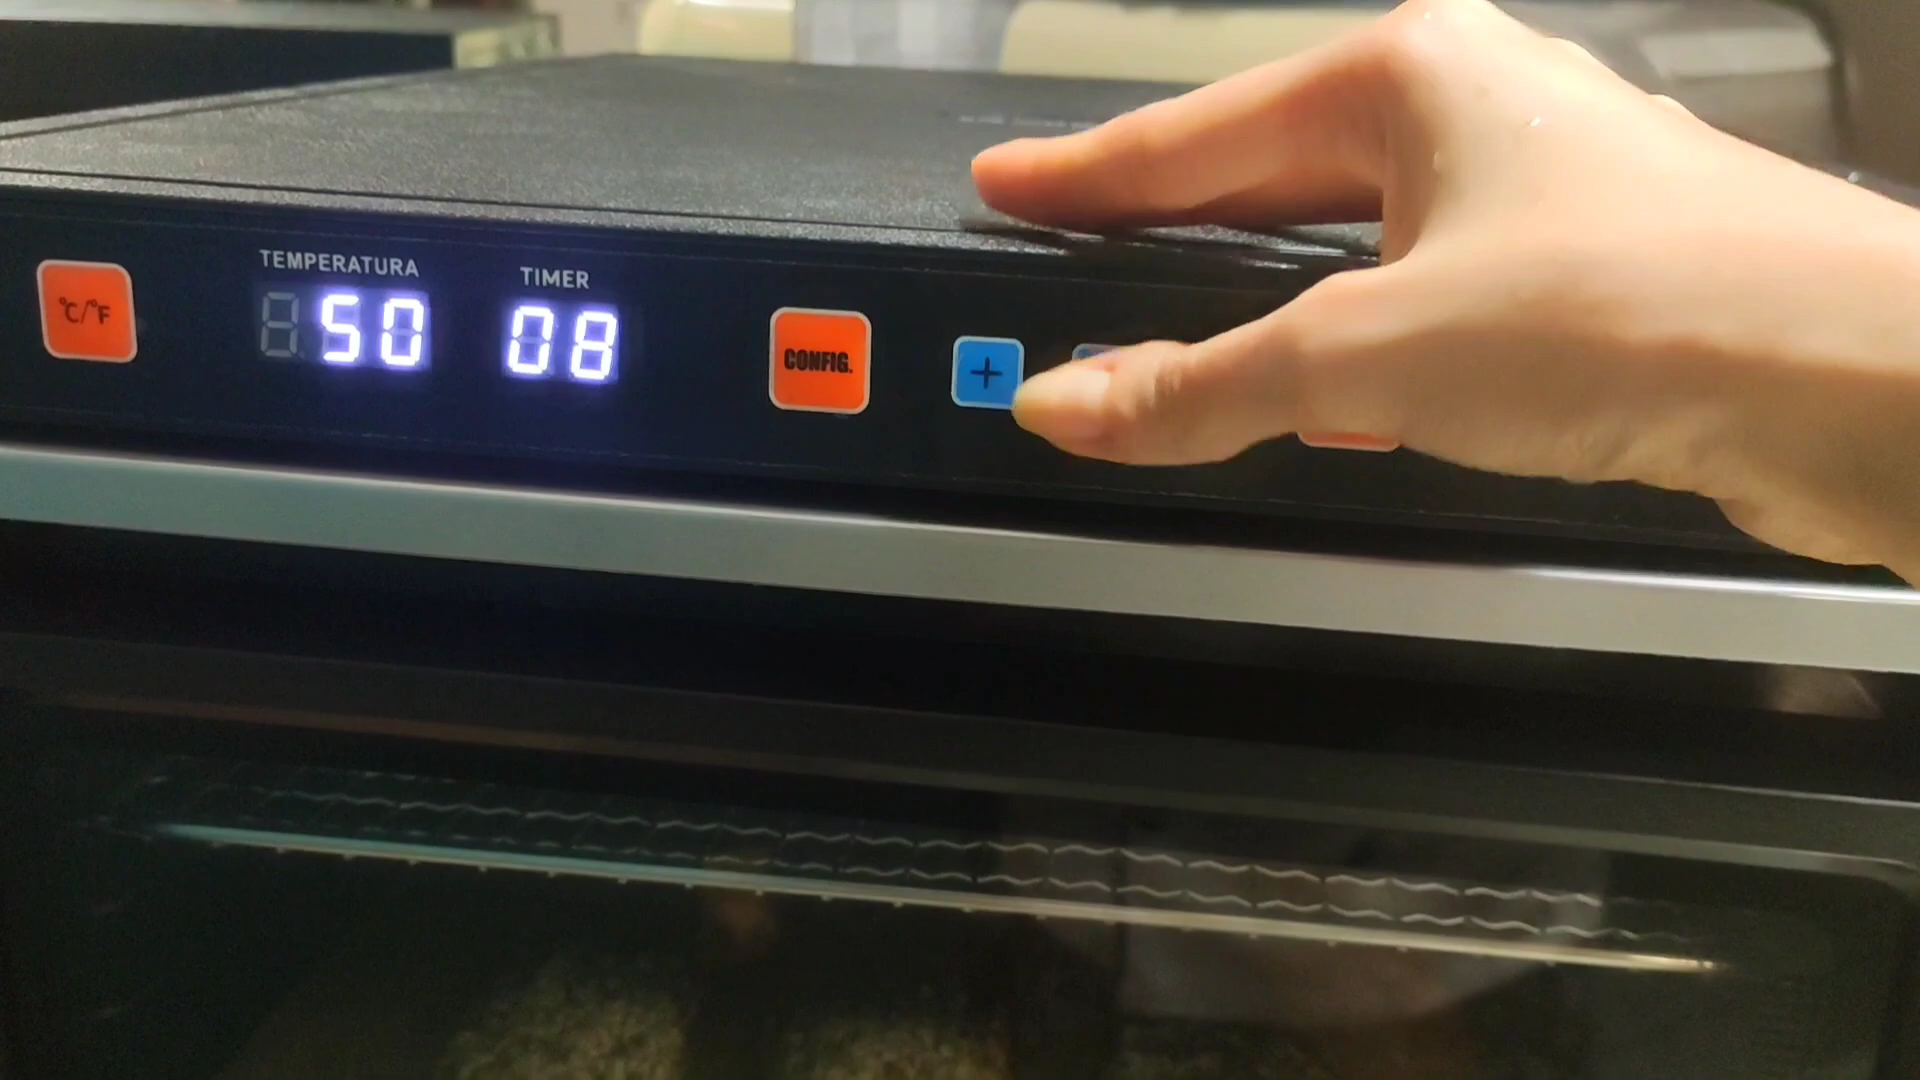 °C/°F
TEMPERATURA
50
TIMER
08
CONFIG.
+